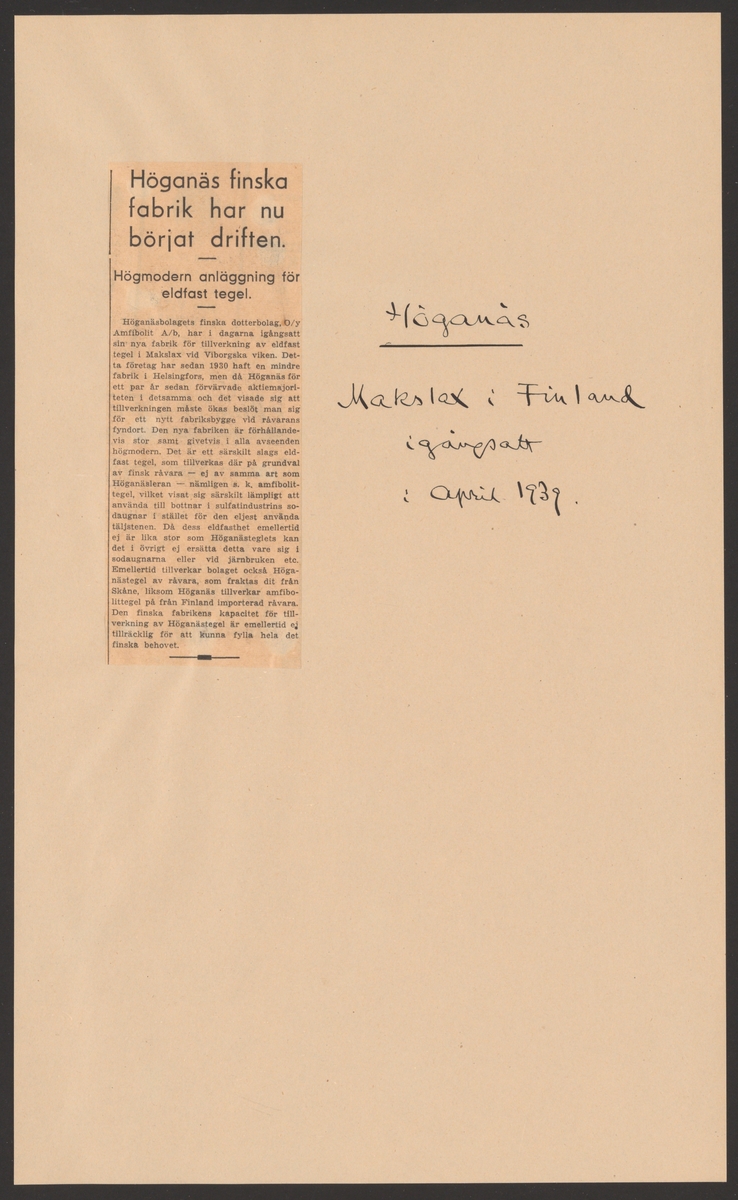 Höganäs finska
fabrik har nu
börjat driften.
Högmodern anläggning för
eldfast tegel.
Höganäsbolagets finska dotterbolag, O/y
Amfibolit A/b, har i dagarna igångsatt
sin nya fabrik för tillverkning av eldfast
tegel i Makslax vid Viborgska viken. Det-
ta företag har sedan 1930 haft en mindre
fabrik i Helsingfors, men då Höganäs för
ett par år sedan förvärvade aktiemajori-
teten i detsamma och det visade sig att
tillverkningen måste ökas beslöt man sig
för ett nytt fabriksbygge vid råvarans
fyndort. Den nya fabriken är förhållande-
vis stor samt givetvis i alla avseenden
högmodern. Det är ett särskilt slags eld-
fast tegel, som tillverkas där på grundval
av finsk råvara — ej av samma art som
Höganäsleran — nämligen s. k. amfibolit-
tegel, vilket visat sig särskilt lämpligt att
använda till bottnar i sulfatindustrins so-
daugnar i stället för den eljest använda
täljstenen. Då dess eldfasthet emellertid
ej är lika stor som Höganästeglets kan
det i övrigt ej ersätta detta vare sig i
sodaugnarna eller vid järnbruken etc.
Emellertid tillverkar bolaget också Höga-
nästegel av råvara, som fraktas dit från
Skåne, liksom Höganäs tillverkar amfibo-
littegel på från Finland importerad råvara.
Den finska fabrikens kapacitet för till-
verkning av Höganästegel är emellertid ej
tillräcklig för att kunna fylla hela det
finska behovet.
Höganäs
Makslax i Finland
igångsatt
i april 1939.